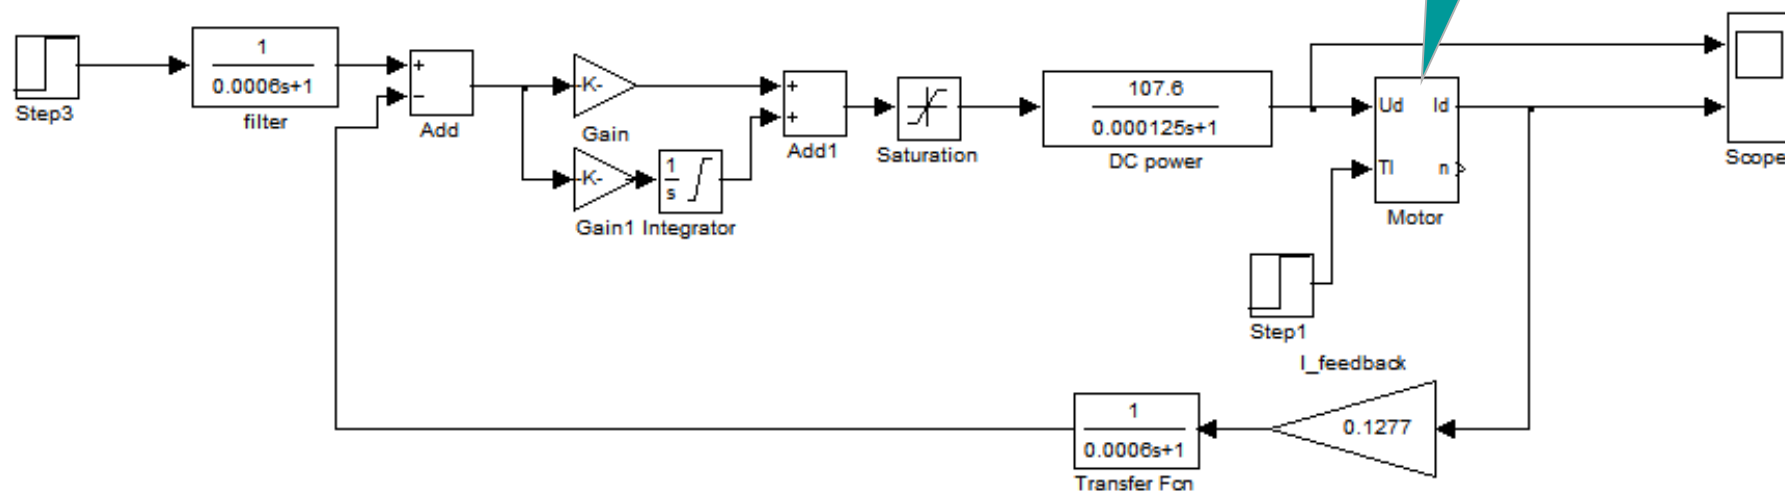 Step3
1
0.0006s+1
filter
+
−
Add
-K-
Gain
-K-
Gain1
1
s
Integrator
+
+
Add1
Saturation
107.6
0.000125s+1
DC power
Ud
Id
Tl
n
Motor
Scope
Step1
I_feedback
0.1277
1
0.0006s+1
Transfer Fcn